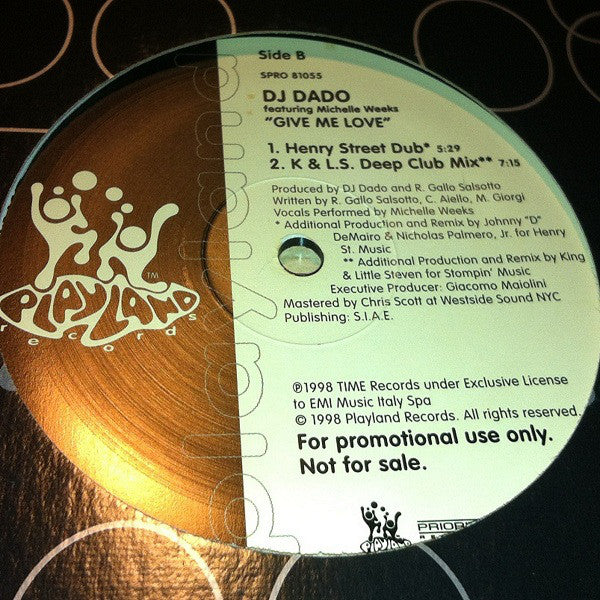 Side B
SPRO 81055
DJ DADO
featuring Michelle Weeks
"GIVE ME LOVE"
1. Henry Street Dub* 5:29
2. K & L.S. Deep Club Mix** 7:15
Produced by DJ Dado and R. Gallo Salsotto
Written by R. Gallo Salsotto, C. Aiello, M. Giorgi
Vocals Performed by Michelle Weeks
* Additional Production and Remix by Johnny "D"
DeMairo & Nicholas Palmero, Jr. for Henry
St. Music
** Additional Production and Remix by King
& Little Steven for Stompin' Music
Executive Producer: Giacomo Maiolini
Mastered by Chris Scott at Westside Sound NYC
Publishing: S.I.A.E.
℗1998 TIME Records under Exclusive License
to EMI Music Italy Spa
© 1998 Playland Records. All rights reserved.
For promotional use only.
Not for sale.
playland
PLAYLAND TM
records
PLAYLAND